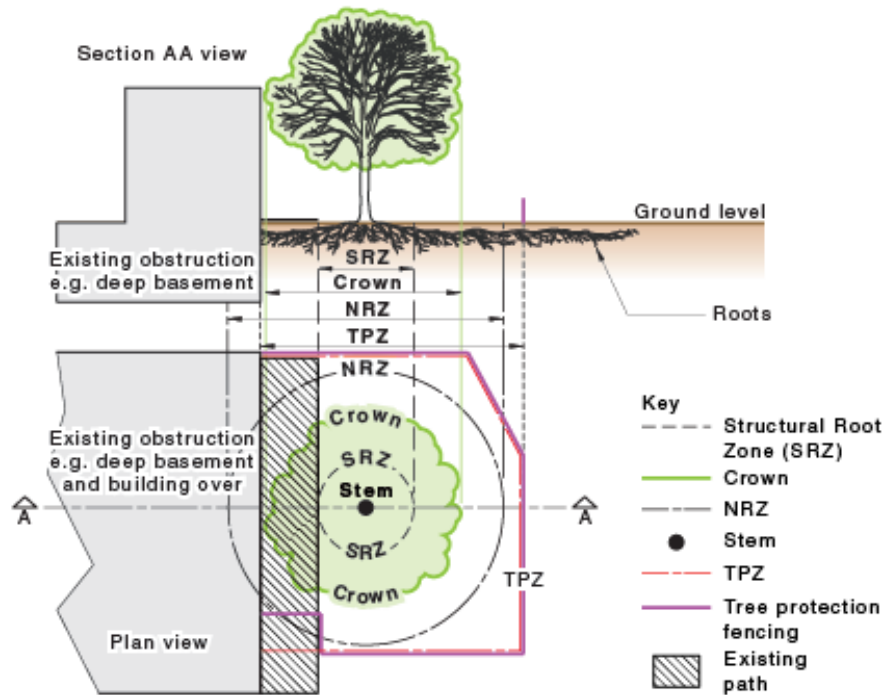 Section AA view
Ground level
Existing obstruction
e.g. deep basement
SRZ
Crown
NRZ
TPZ
Roots
NRZ
Existing obstruction
e.g. deep basement
and building over
Crown
SRZ
Stem
A
A
SRZ
Crown
TPZ
Plan view
Key
Structural Root
Zone (SRZ)
Crown
NRZ
Stem
TPZ
Tree protection
fencing
Existing
path